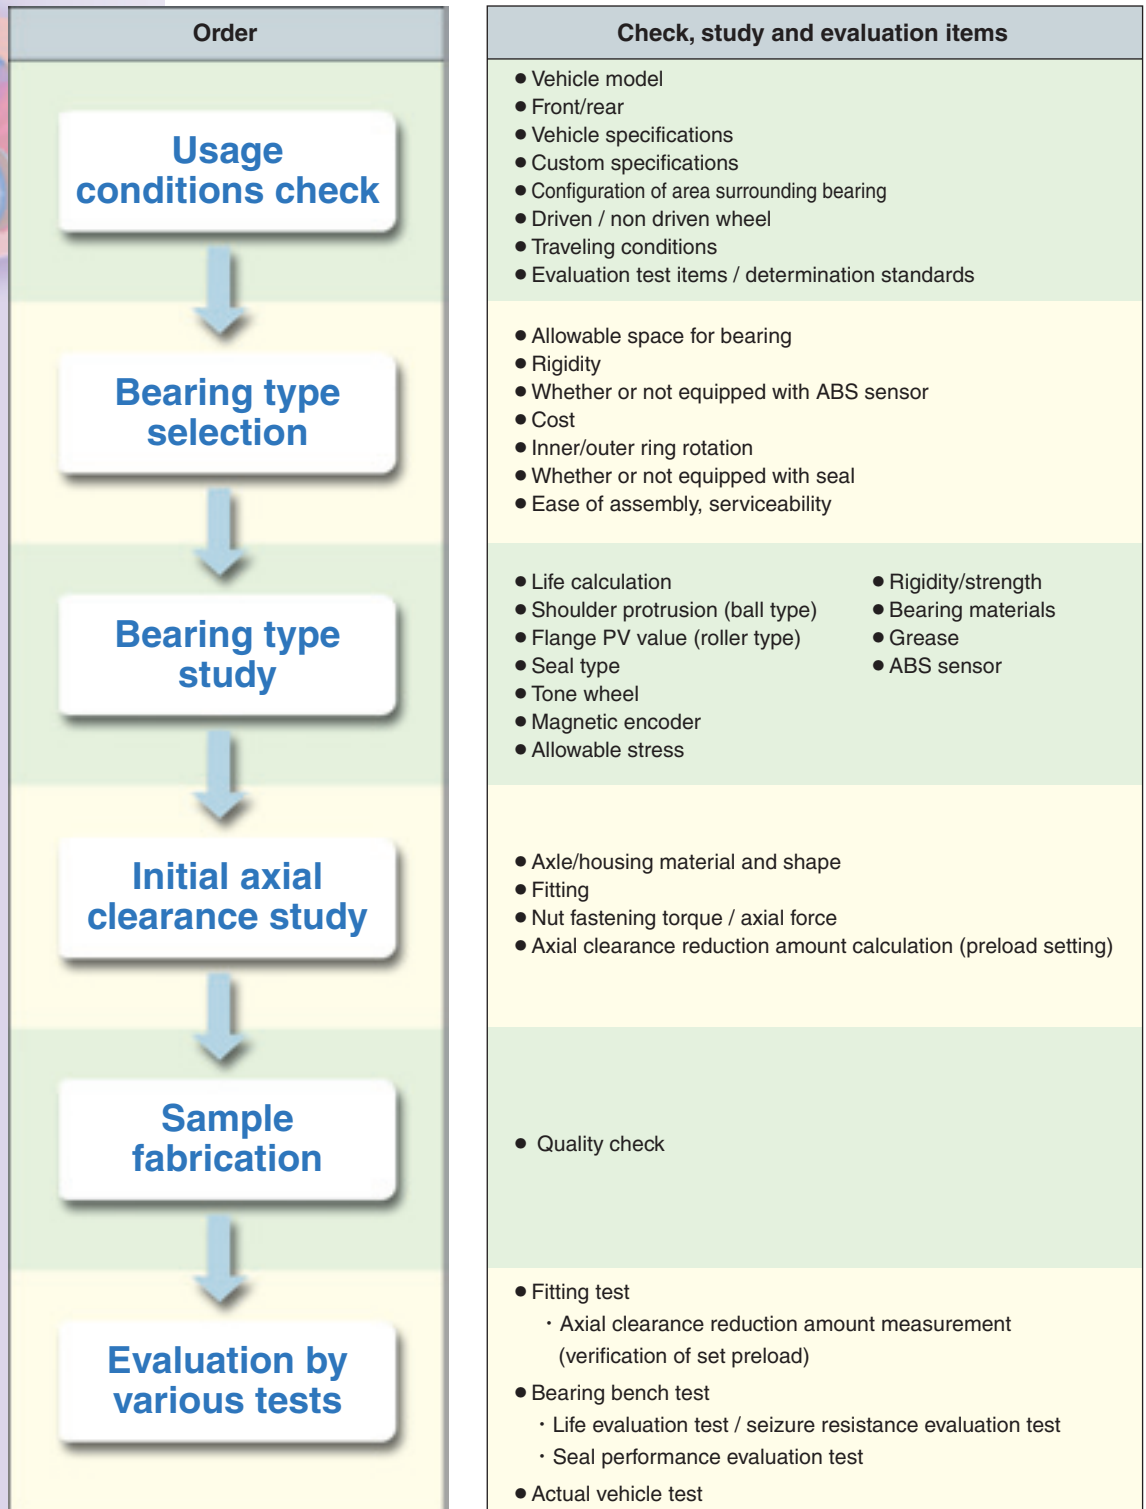 Order
Check, study and evaluation items
Usage
conditions check
● Vehicle model
● Front/rear
● Vehicle specifications
● Custom specifications
● Configuration of area surrounding bearing
● Driven / non driven wheel
● Traveling conditions
● Evaluation test items / determination standards
Bearing type
selection
● Allowable space for bearing
● Rigidity
● Whether or not equipped with ABS sensor
● Cost
● Inner/outer ring rotation
● Whether or not equipped with seal
● Ease of assembly, serviceability
Bearing type
study
● Life calculation
● Shoulder protrusion (ball type)
● Flange PV value (roller type)
● Seal type
● Tone wheel
● Magnetic encoder
● Allowable stress
● Rigidity/strength
● Bearing materials
● Grease
● ABS sensor
Initial axial
clearance study
● Axle/housing material and shape
● Fitting
● Nut fastening torque / axial force
● Axial clearance reduction amount calculation (preload setting)
Sample
fabrication
● Quality check
Evaluation by
various tests
● Fitting test
・Axial clearance reduction amount measurement
(verification of set preload)
● Bearing bench test
・Life evaluation test / seizure resistance evaluation test
・Seal performance evaluation test
● Actual vehicle test